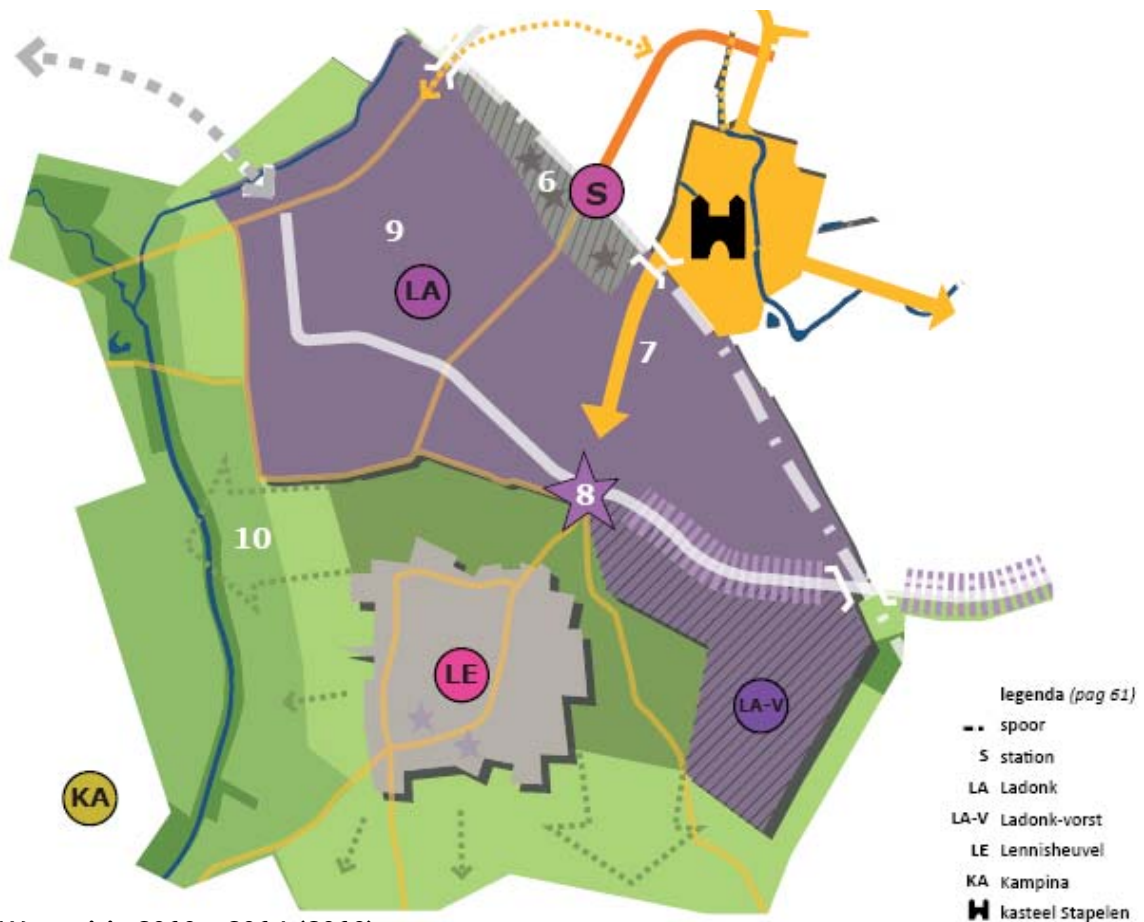 6
S
9
LA
7
8
10
LE
LA-V
KA
legenda (pag 61)
spoor
S station
LA Ladonk
LA-V Ladonk-vorst
LE Lennisheuvel
KA Kampina
kasteel Stapelen